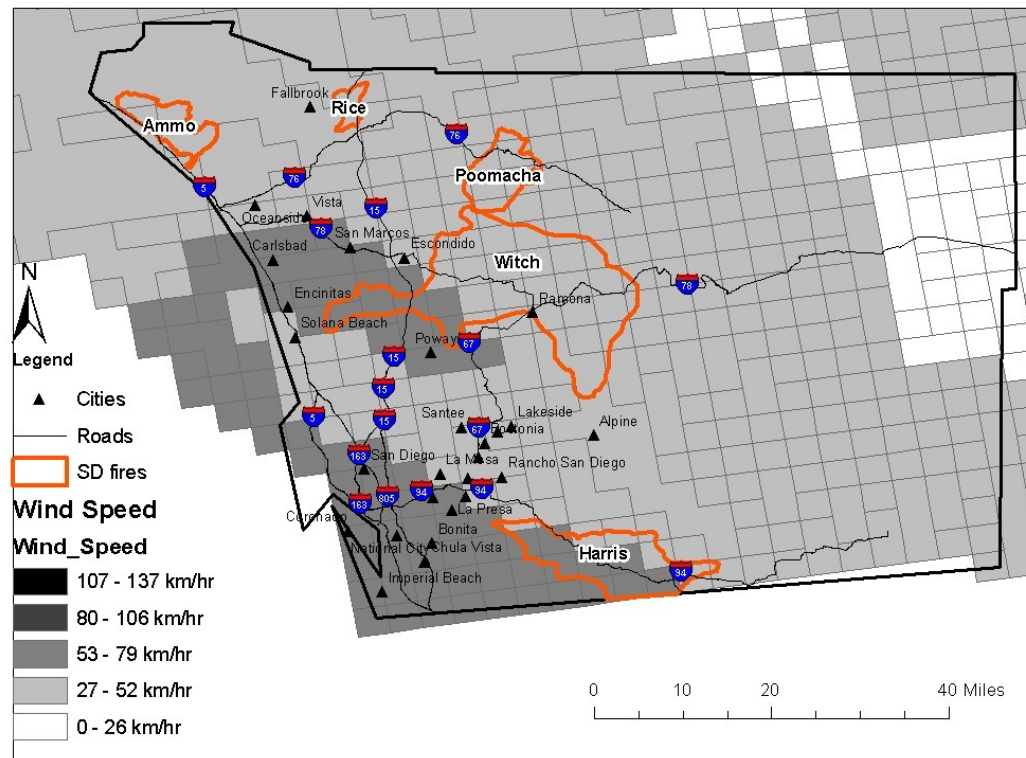 Fallbrook
Rice
Ammo
76
Poomacha
76
5
Vista
15
Oceanside
78
San Marcos
Carlsbad
Escondido
Witch
N
78
Encinitas
Ramona
Solana Beach
67
Poway
15
Legend
15
Cities
5
15
Santee
67
Lakeside
Alpine
Roads
163
San Diego
La Mesa
Rancho San Diego
SD fires
163
805
94
94
Wind Speed
Coronado
La Presa
Bonita
Wind_Speed
National City
Chula Vista
Harris
94
Imperial Beach
107 - 137 km/hr
80 - 106 km/hr
53 - 79 km/hr
27 - 52 km/hr
0 - 26 km/hr
0
10
20
40 Miles